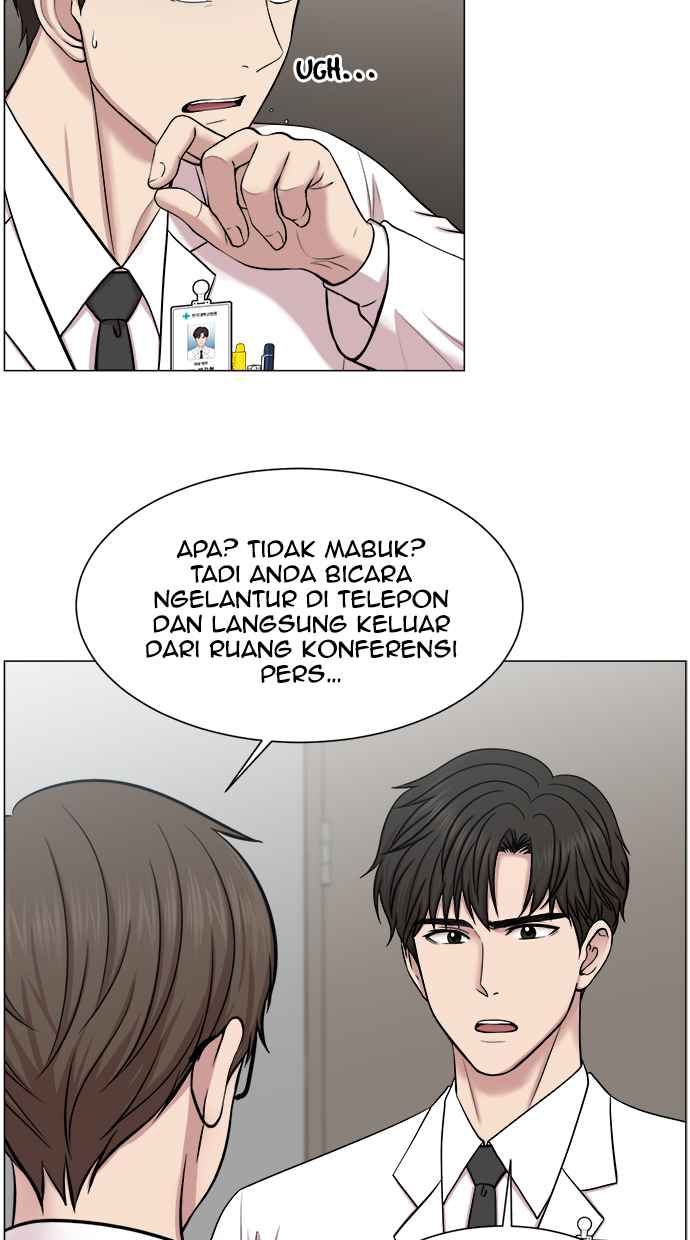 UGH...
APA? TIDAK MABUK?
TADI ANDA BICARA
NGELANTUR DI TELEPON
DAN LANGSUNG KELUAR
DARI RUANG KONFERENSI
PERS...